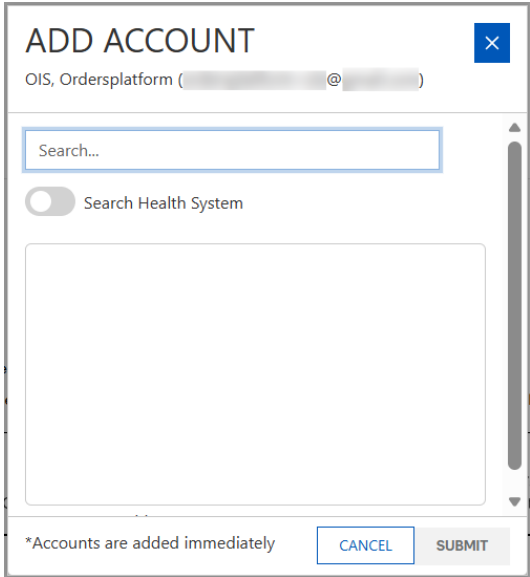 ADD ACCOUNT
OIS, Ordersplatform ( @ )
Search...
Search Health System
*Accounts are added immediately
CANCEL
SUBMIT